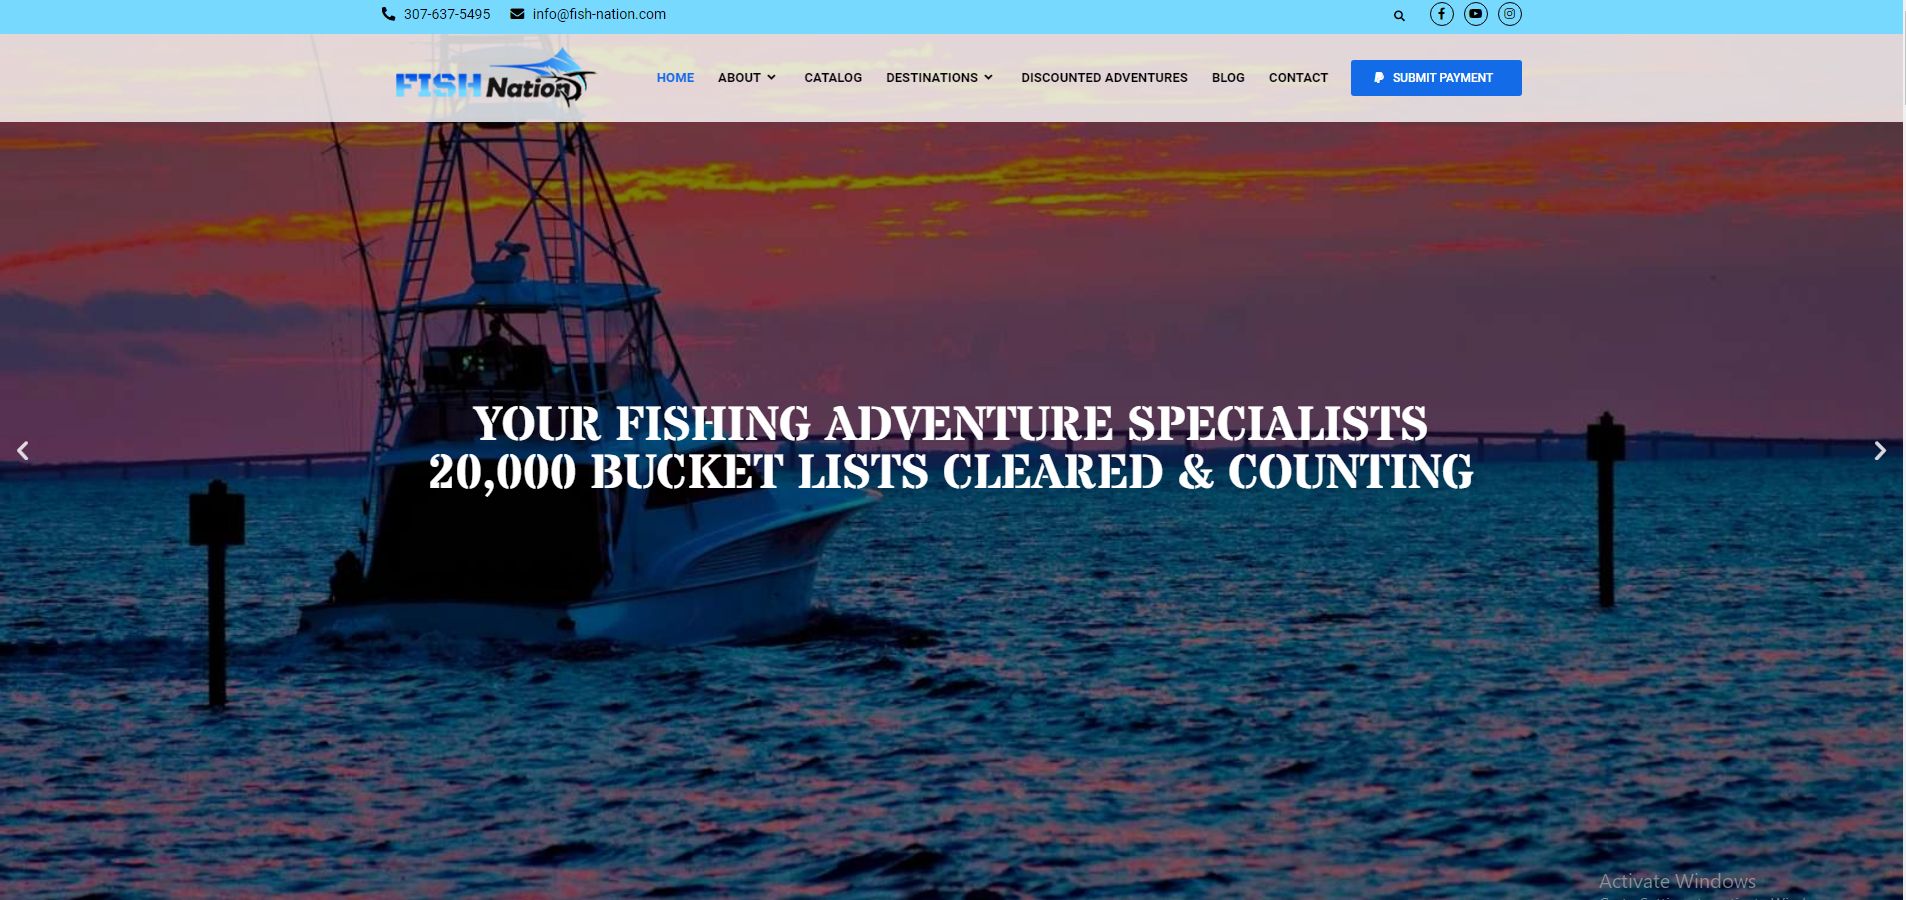 307-637-5495 info@fish-nation.com
FISH Nation
HOME ABOUT CATALOG DESTINATIONS DISCOUNTED ADVENTURES BLOG CONTACT SUBMIT PAYMENT
YOUR FISHING ADVENTURE SPECIALISTS
20,000 BUCKET LISTS CLEARED & COUNTING
Activate Windows